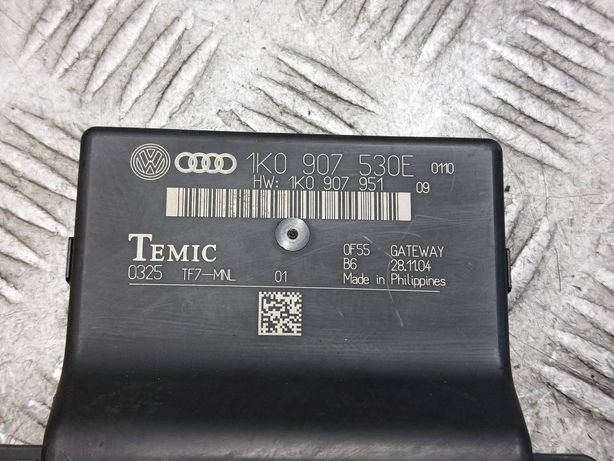 1K0 907 530E 0110
HW: 1K0 907 951 09
TEMIC
0325 TF7-MNL 01
0F55 GATEWAY
B6 28.11.04
Made in Philippines